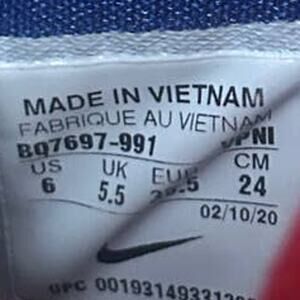 MADE IN VIETNAM
FABRIQUE AU VIETNAM
BQ7697-991
US UK EUR CM
6 5.5 24
02/10/20
UPC